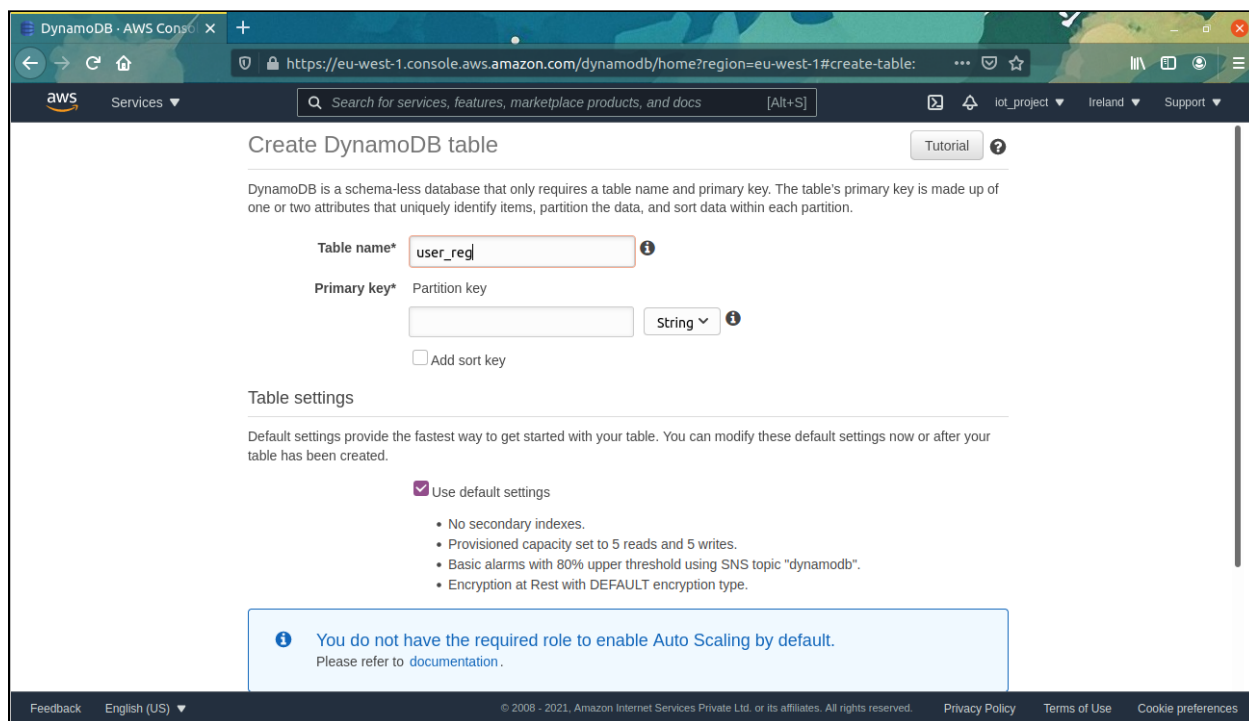 DynamoDB · AWS Conso
https://eu-west-1.console.aws.amazon.com/dynamodb/home?region=eu-west-1#create-table:
aws Services Search for services, features, marketplace products, and docs [Alt+S] iot_project Ireland Support
Create DynamoDB table Tutorial
DynamoDB is a schema-less database that only requires a table name and primary key. The table's primary key is made up of
one or two attributes that uniquely identify items, partition the data, and sort data within each partition.
Table name* user_reg
Primary key* Partition key
String
Add sort key
Table settings
Default settings provide the fastest way to get started with your table. You can modify these default settings now or after your
table has been created.
Use default settings
• No secondary indexes.
• Provisioned capacity set to 5 reads and 5 writes.
• Basic alarms with 80% upper threshold using SNS topic "dynamodb".
• Encryption at Rest with DEFAULT encryption type.
You do not have the required role to enable Auto Scaling by default.
Please refer to documentation.
Feedback English (US) © 2008 - 2021, Amazon Internet Services Private Ltd. or its affiliates. All rights reserved. Privacy Policy Terms of Use Cookie preferences